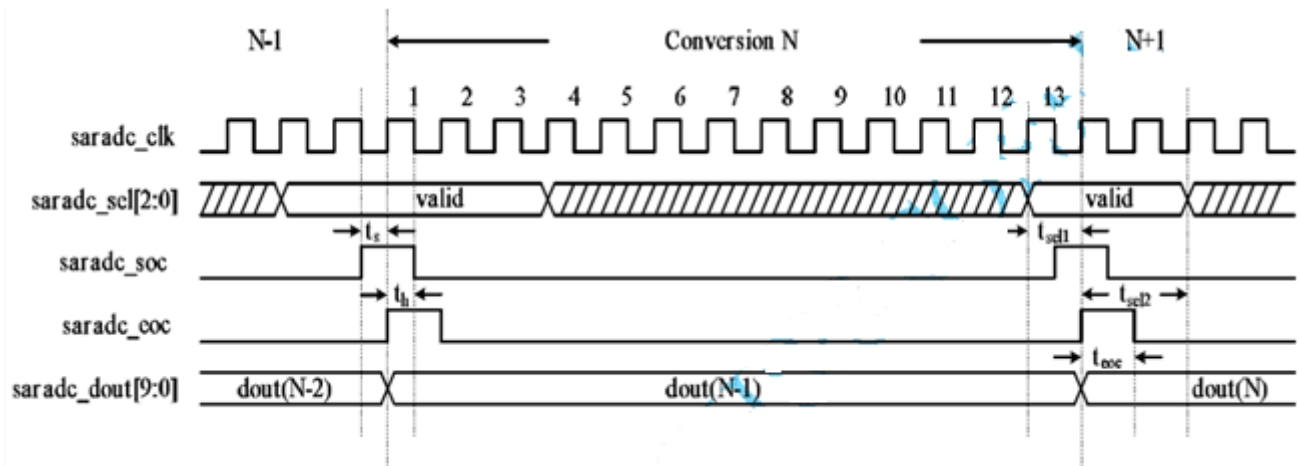 N-1 Conversion N N+1
1 2 3 4 5 6 7 8 9 10 11 12 13
saradc_clk
saradc_sel[2:0] valid valid
ts tsel1
saradc_soc
th tsel2
saradc_eoc
teoc
saradc_dout[9:0] dout(N-2) dout(N-1) dout(N)